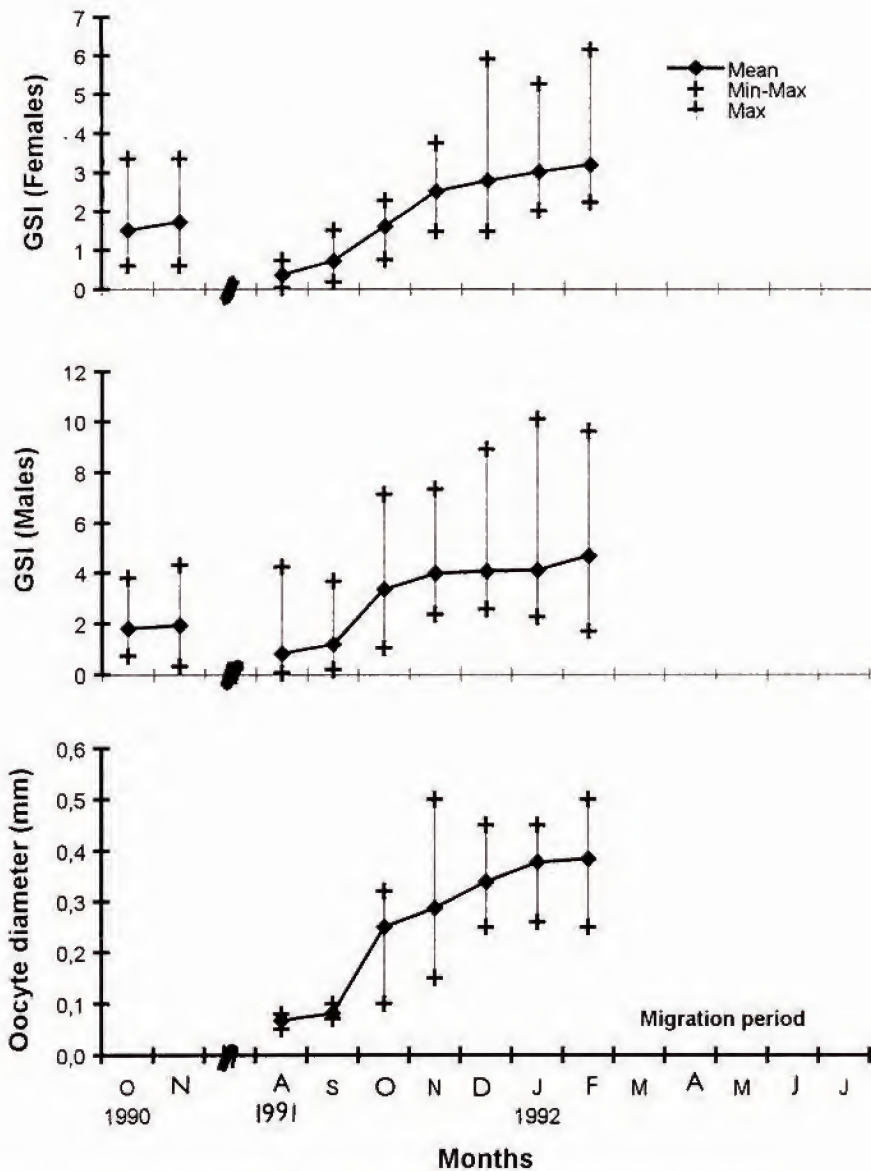 7
6
5
4
3
2
1
0
GSI (Females)
Mean
Min-Max
Max
12
10
8
6
4
2
0
GSI (Males)
0,6
0,5
0,4
0,3
0,2
0,1
0,0
Oocyte diameter (mm)
Migration period
O N A S O N D J F M A M J J
1990 1991 1992
Months